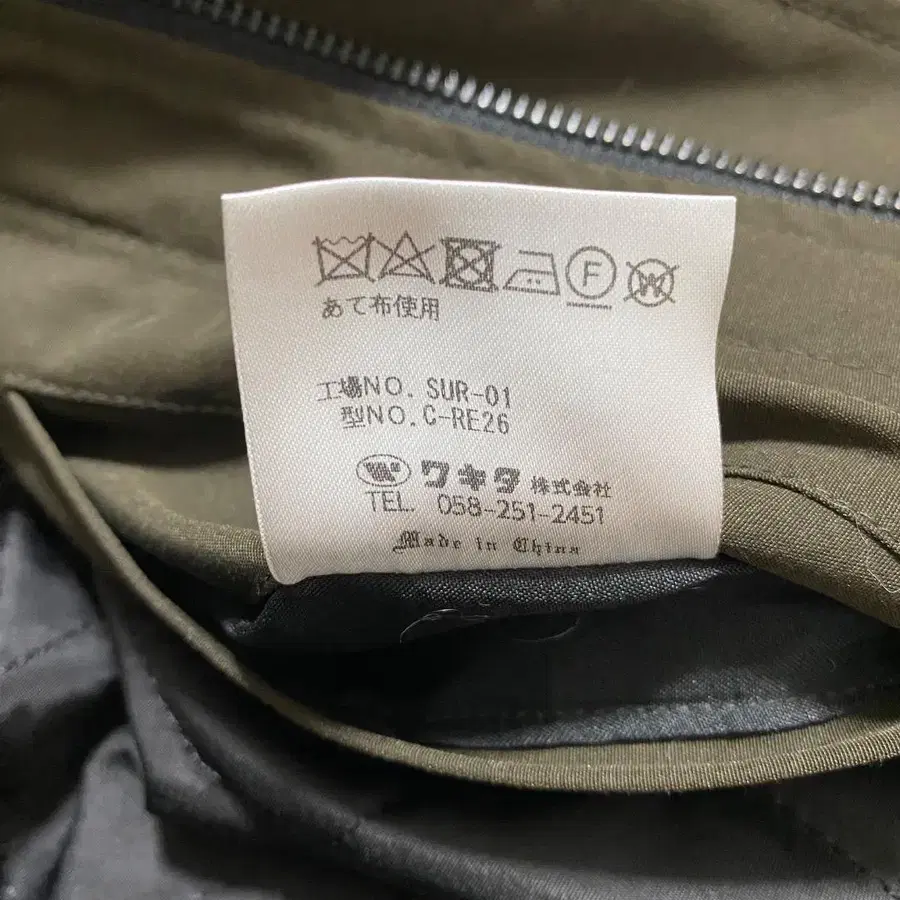 F W
あて布使用
工場NO. SUR-01
型NO. C-RE26
W ワキタ 株式会社
TEL. 058-251-2451
Made in China